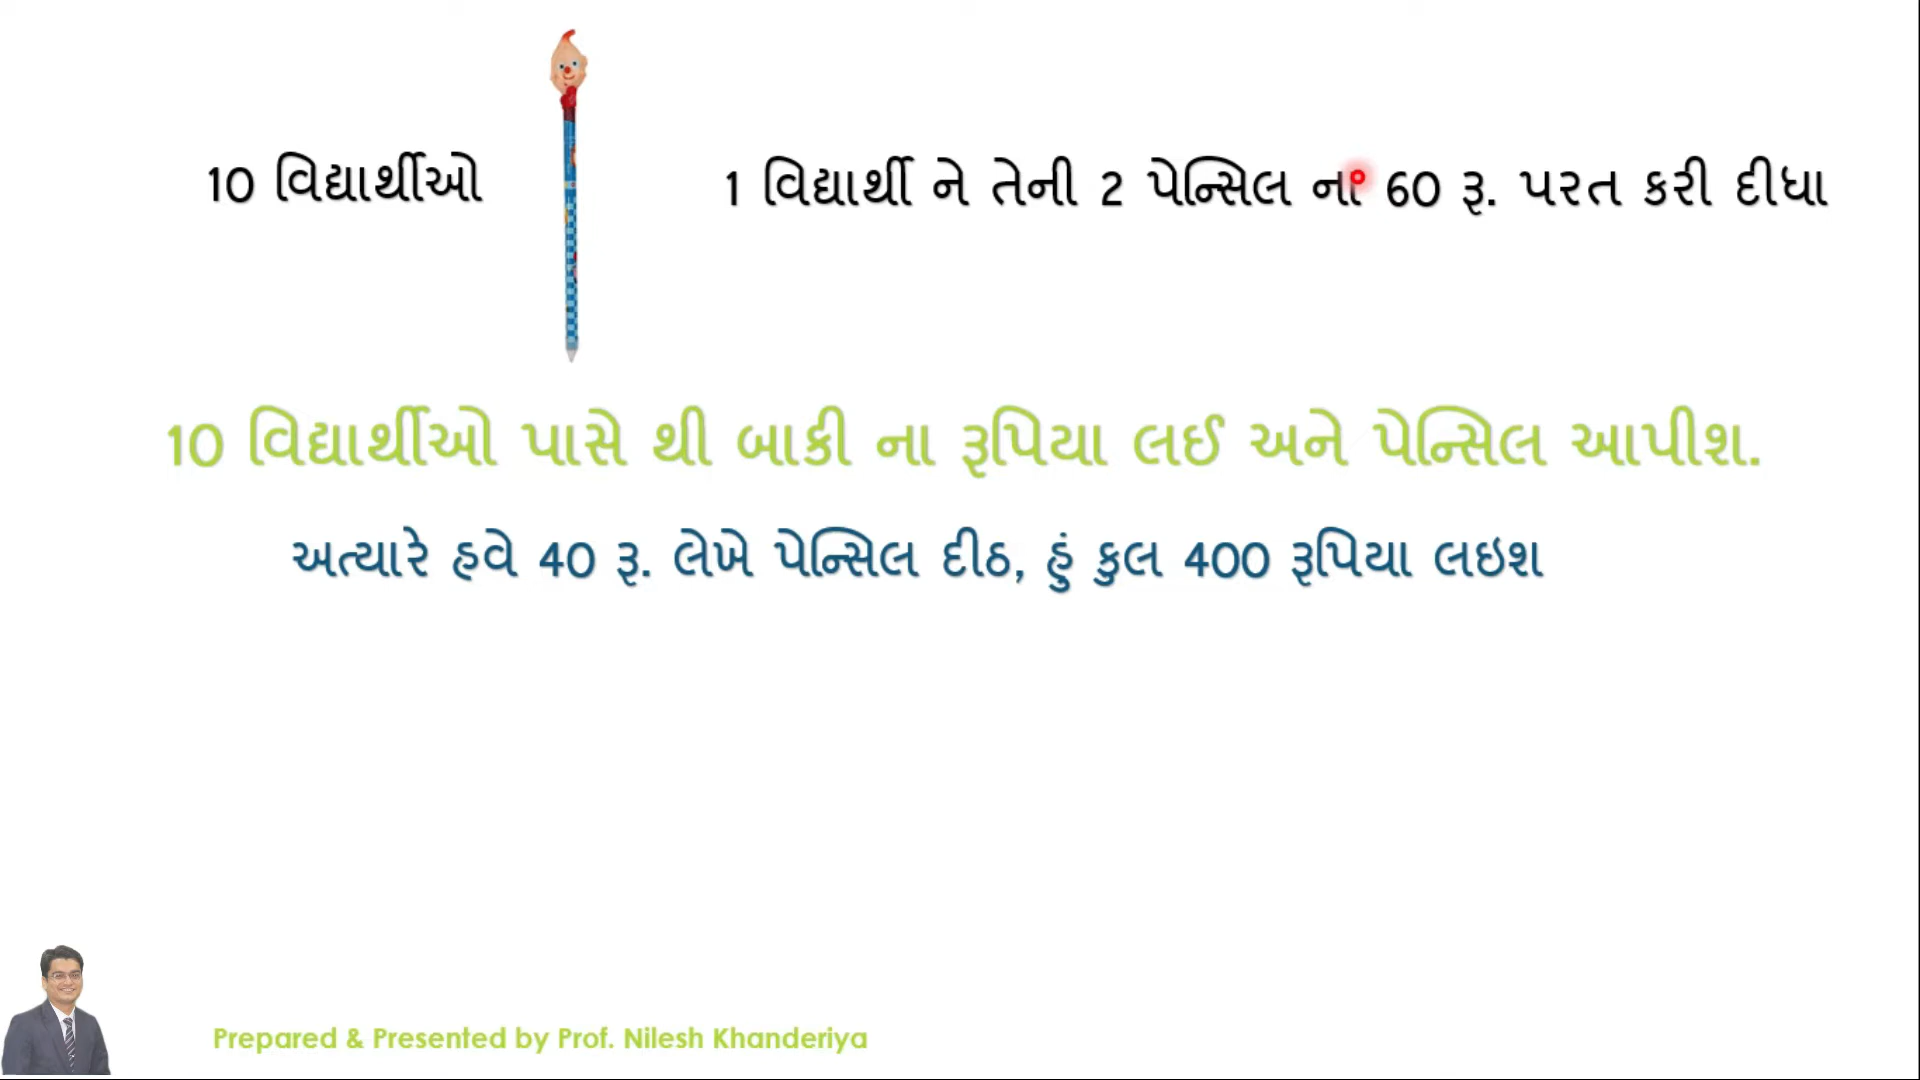 10 વિદ્યાર્થીઓ
1 વિદ્યાર્થી ને તેની 2 પેન્સિલ ના 60 રૂ. પરત કરી દીધા
10 વિદ્યાર્થીઓ પાસે થી બાકી ના રૂપિયા લઈ અને પેન્સિલ આપીશ.
અત્યારે હવે 40 રૂ. લેખે પેન્સિલ દીઠ, હું કુલ 400 રૂપિયા લઇશ
Prepared & Presented by Prof. Nilesh Khanderiya